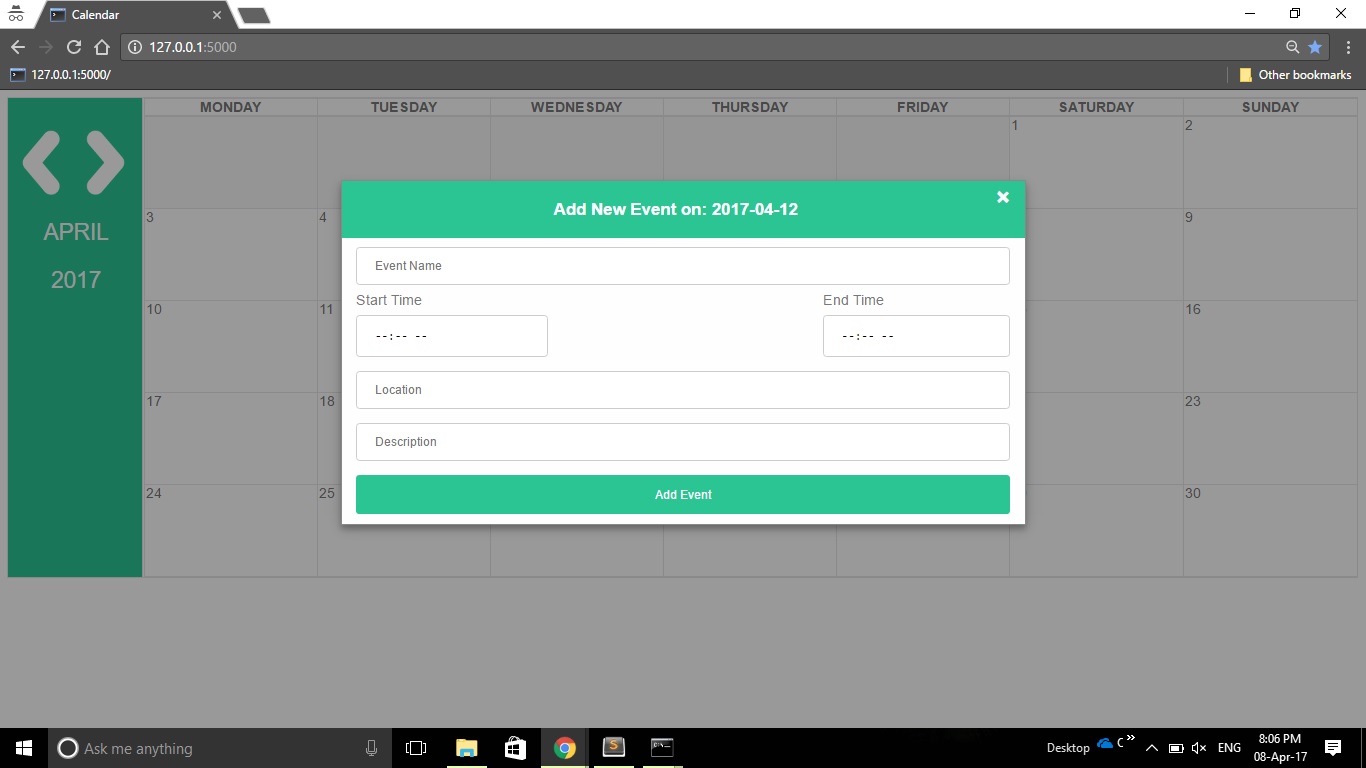 Calendar
127.0.0.1:5000
127.0.0.1:5000/
Other bookmarks
MONDAY TUESDAY WEDNESDAY THURSDAY FRIDAY SATURDAY SUNDAY
1 2
APRIL
2017
3 4 9
10 11 16
17 18 23
24 25 30
Add New Event on: 2017-04-12
Event Name
Start Time End Time
--:-- -- --:-- --
Location
Description
Add Event
Ask me anything
Desktop
ENG
8:06 PM
08-Apr-17